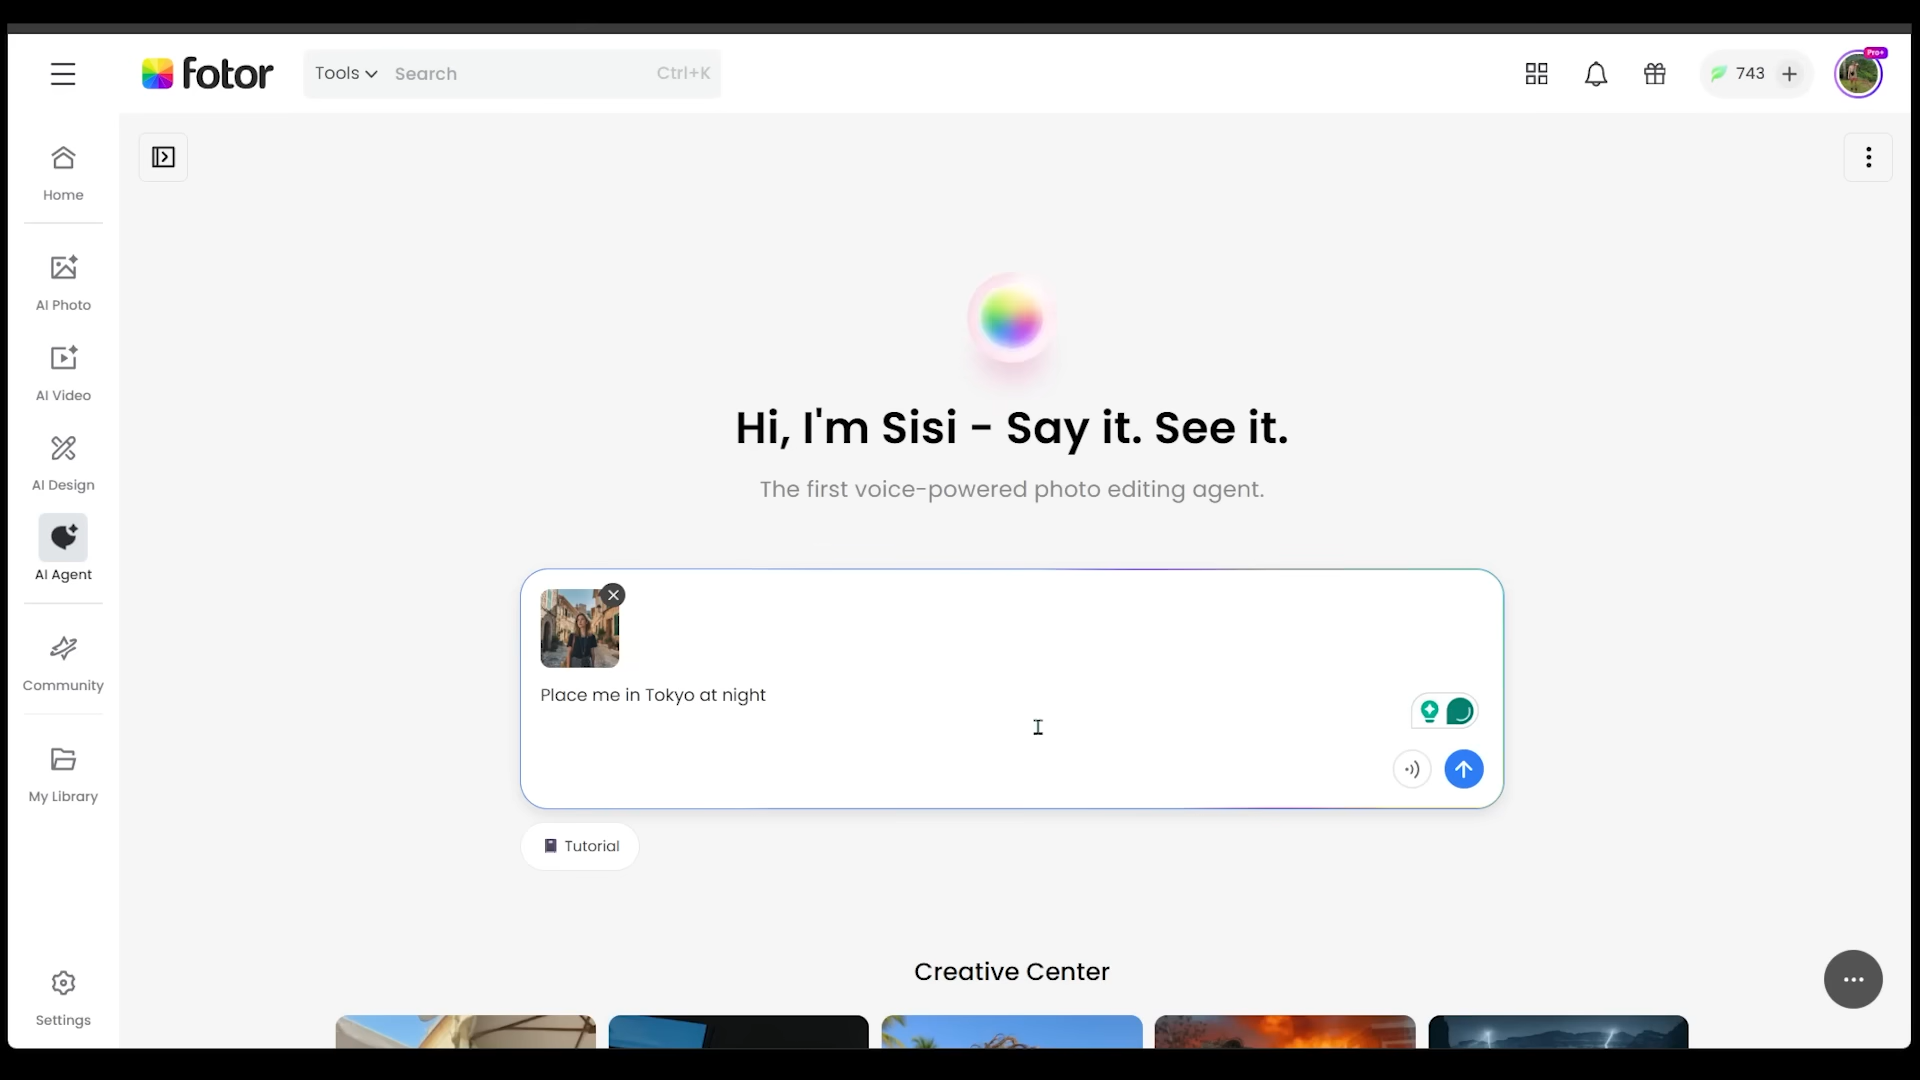 fotor
Tools
Search
Ctrl+K
743
Pro+
Home
AI Photo
AI Video
AI Design
AI Agent
Community
My Library
Settings
Hi, I'm Sisi - Say it. See it.
The first voice-powered photo editing agent.
Place me in Tokyo at night
Tutorial
Creative Center